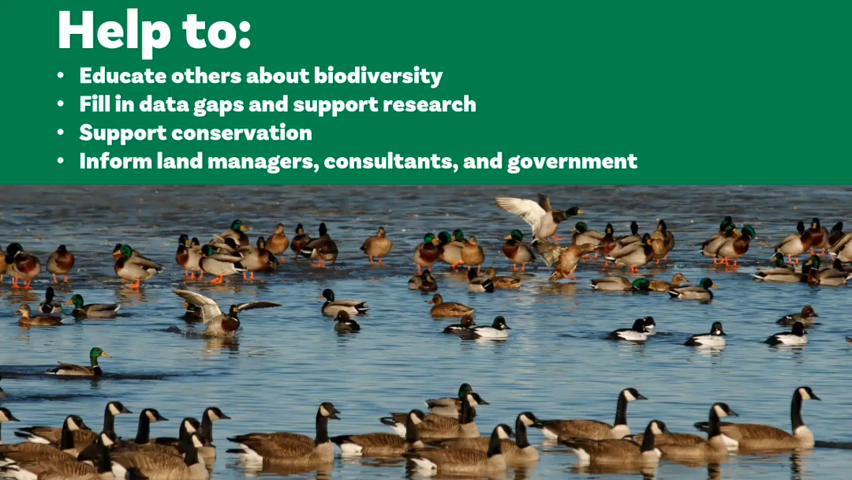 Help to:
• Educate others about biodiversity
• Fill in data gaps and support research
• Support conservation
• Inform land managers, consultants, and government